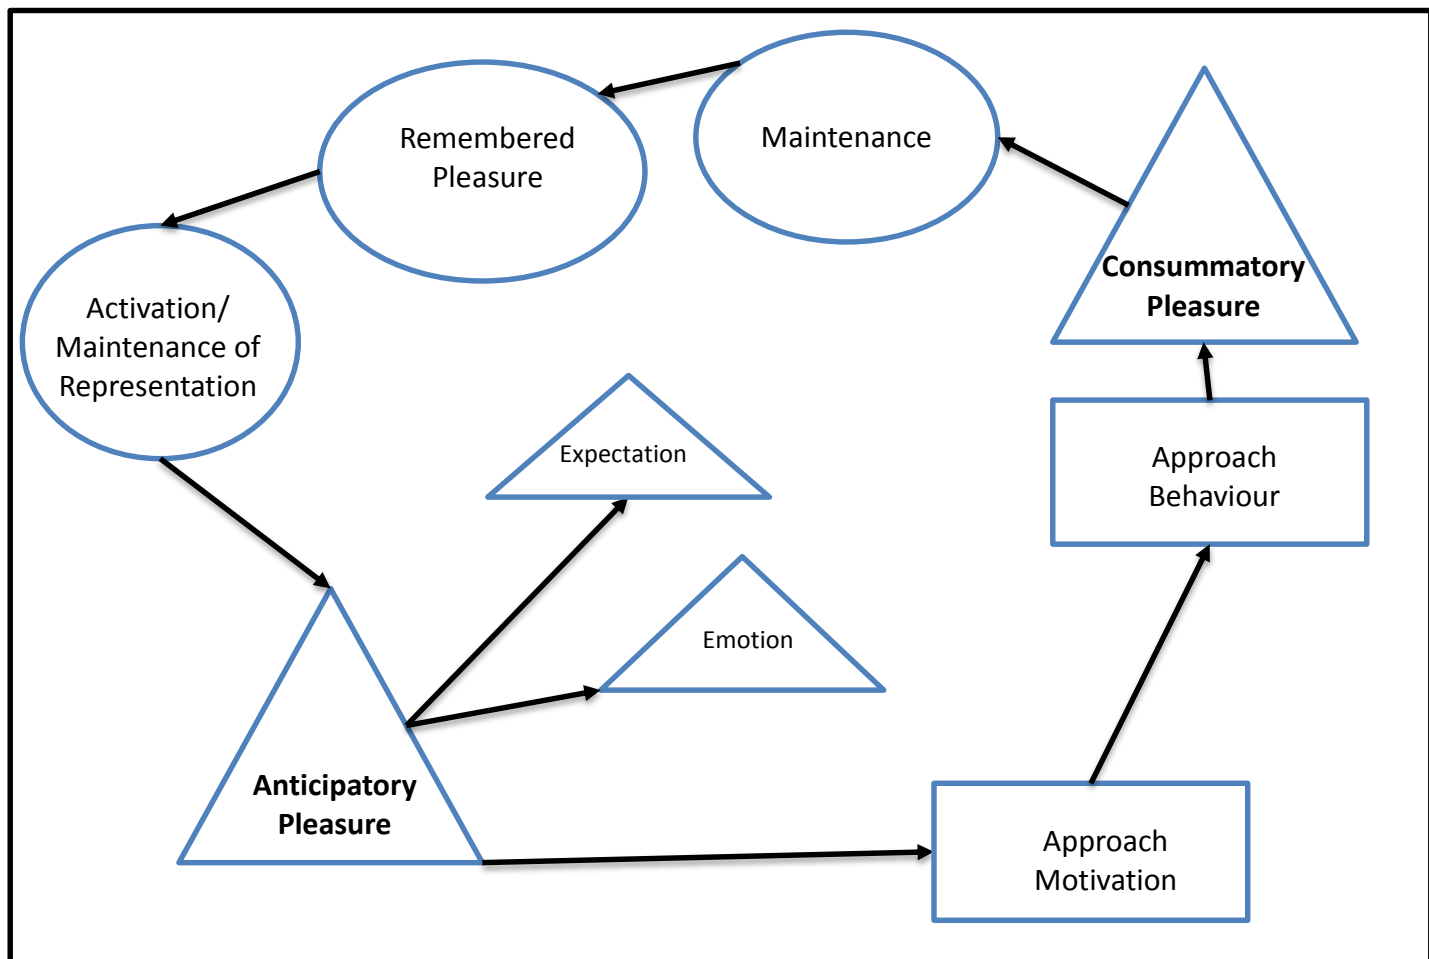 Remembered
Pleasure
Maintenance
Consummatory
Pleasure
Activation/
Maintenance of
Representation
Expectation
Approach
Behaviour
Emotion
Anticipatory
Pleasure
Approach
Motivation